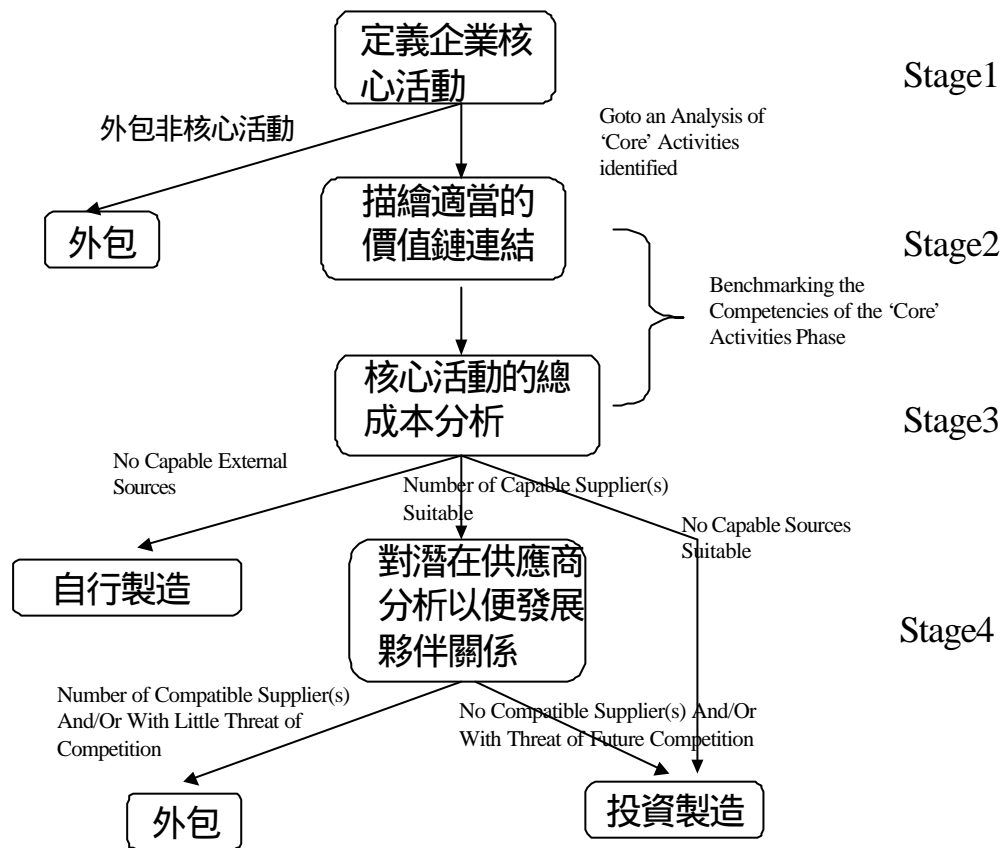 定義企業核
心活動
Stage1
外包非核心活動
Goto an Analysis of
‘Core’ Activities
identified
描繪適當的
價值鏈連結
外包
Stage2
Benchmarking the
Competencies of the ‘Core’
Activities Phase
核心活動的總
成本分析
Stage3
No Capable External
Sources
Number of Capable Supplier(s)
Suitable
No Capable Sources
Suitable
自行製造
對潛在供應商
分析以便發展
夥伴關係
Stage4
Number of Compatible Supplier(s)
And/Or With Little Threat of
Competition
No Compatible Supplier(s) And/Or
With Threat of Future Competition
外包
投資製造